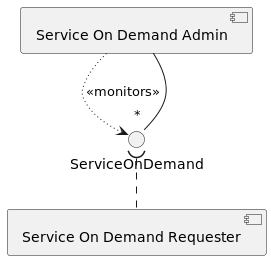 Service On Demand Admin
«monitors»
*
ServiceOnDemand
Service On Demand Requester